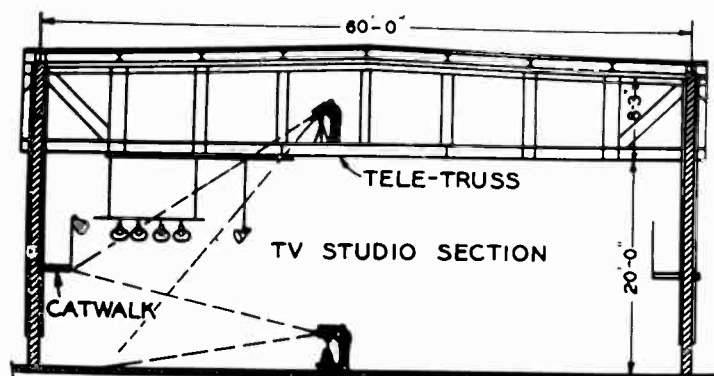 60'-0"
8'-3"
TELE-TRUSS
TV STUDIO SECTION
20'-0"
CATWALK